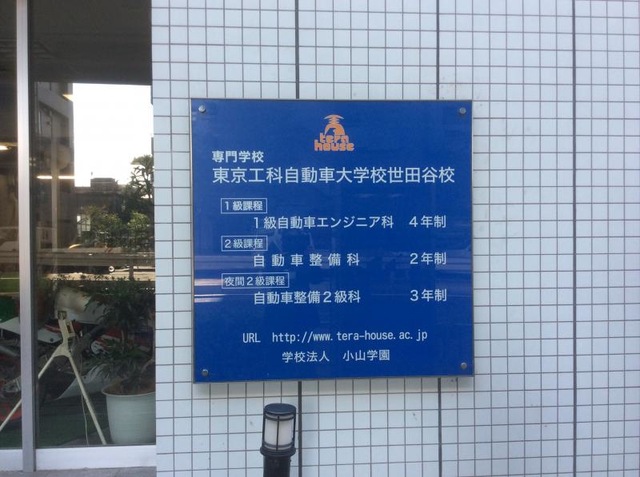 tera
house
専門学校
東京工科自動車大学校世田谷校
1級課程
1級自動車エンジニア科 4年制
2級課程
自動車整備科 2年制
夜間2級課程
自動車整備2級科 3年制
URL http://www.tera-house.ac.jp
学校法人 小山学園